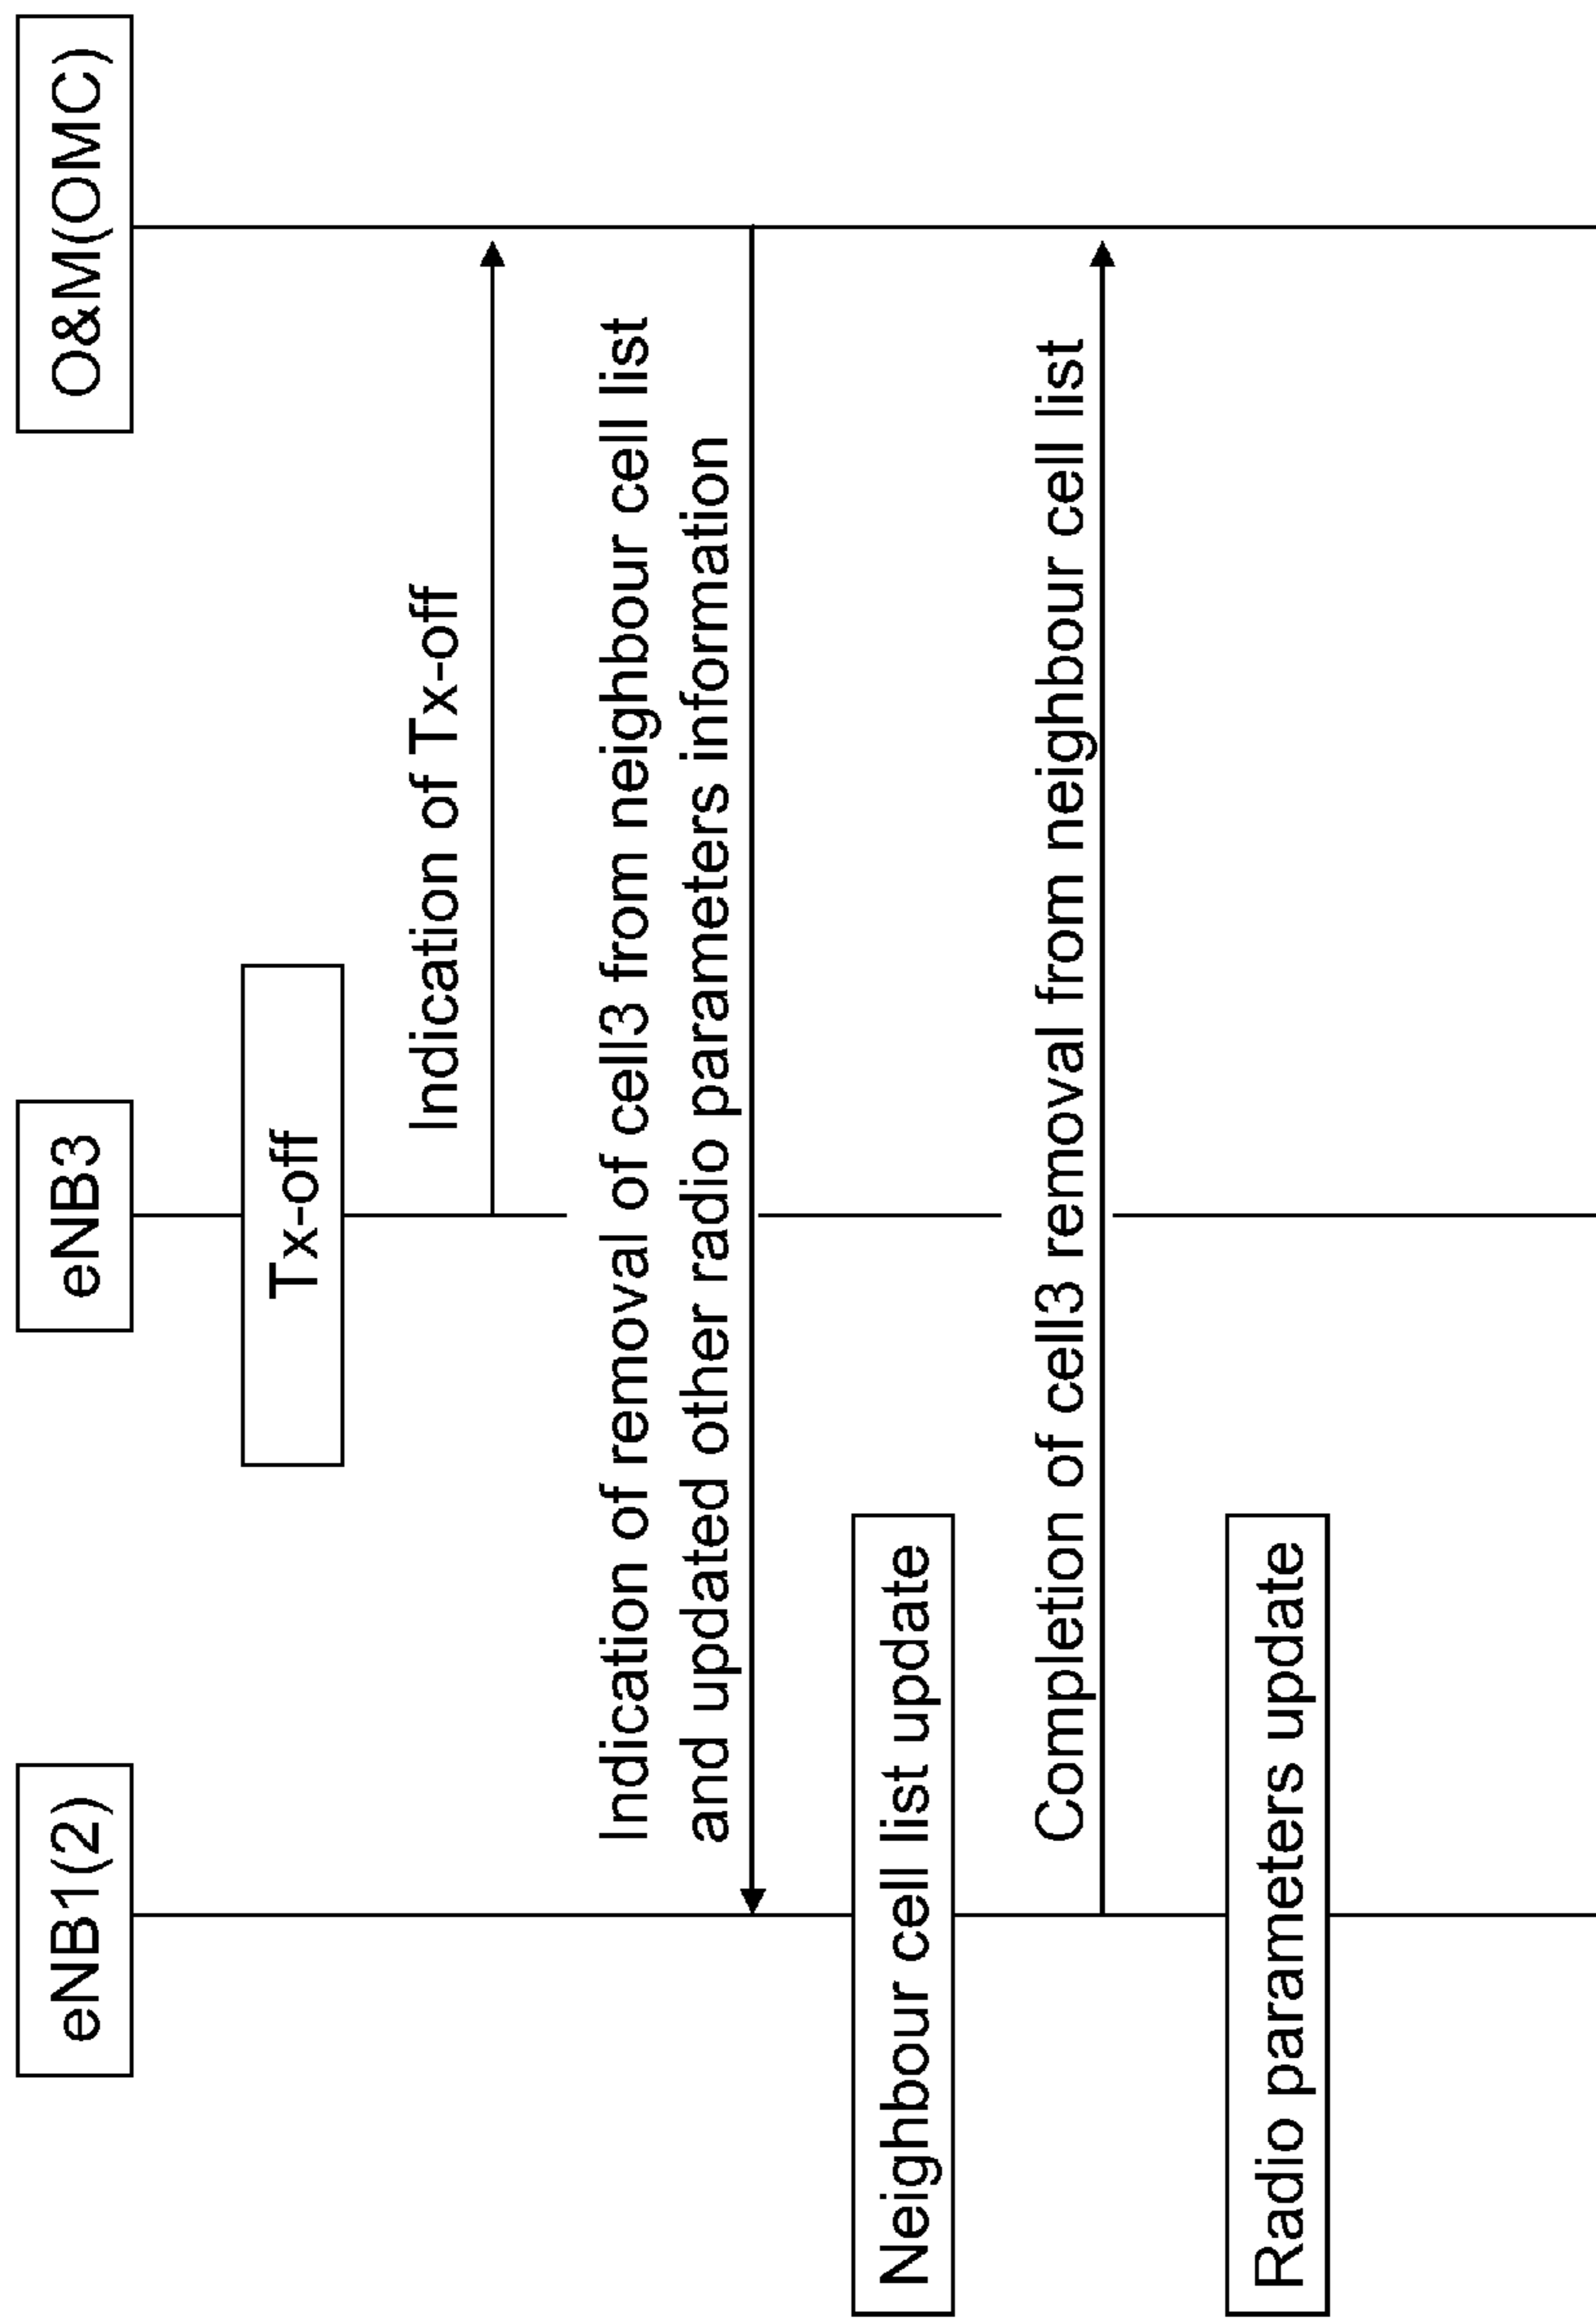 eNB1(2)
eNB3
O&M(OMC)
Tx-off
Indication of Tx-off
Indication of removal of cell3 from neighbour cell list
and updated other radio parameters information
Neighbour cell list update
Completion of cell3 removal from neighbour cell list
Radio parameters update